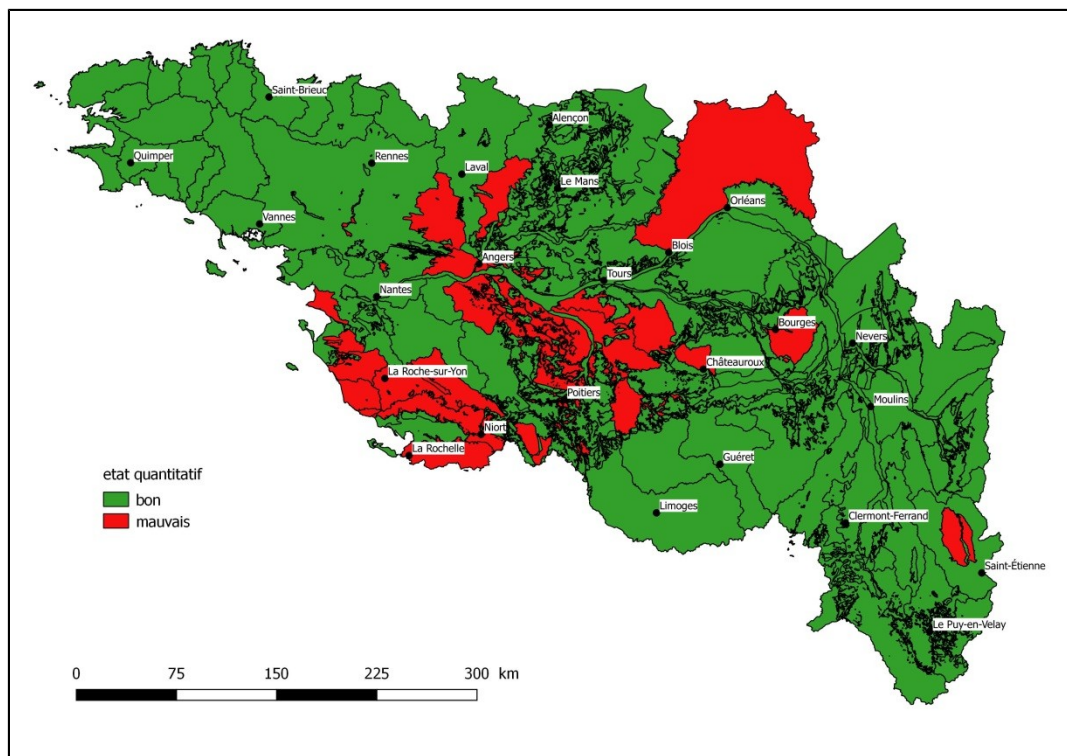 Saint-Brieuc
Alençon
Quimper
Rennes
Laval
Le Mans
Vannes
Orléans
Blois
Angers
Tours
Nantes
Bourges
Nevers
Châteauroux
La Roche-sur-Yon
Poitiers
Moulins
Niort
La Rochelle
Guéret
etat quantitatif
bon
mauvais
Limoges
Clermont-Ferrand
Saint-Étienne
Le Puy-en-Velay
0 75 150 225 300 km